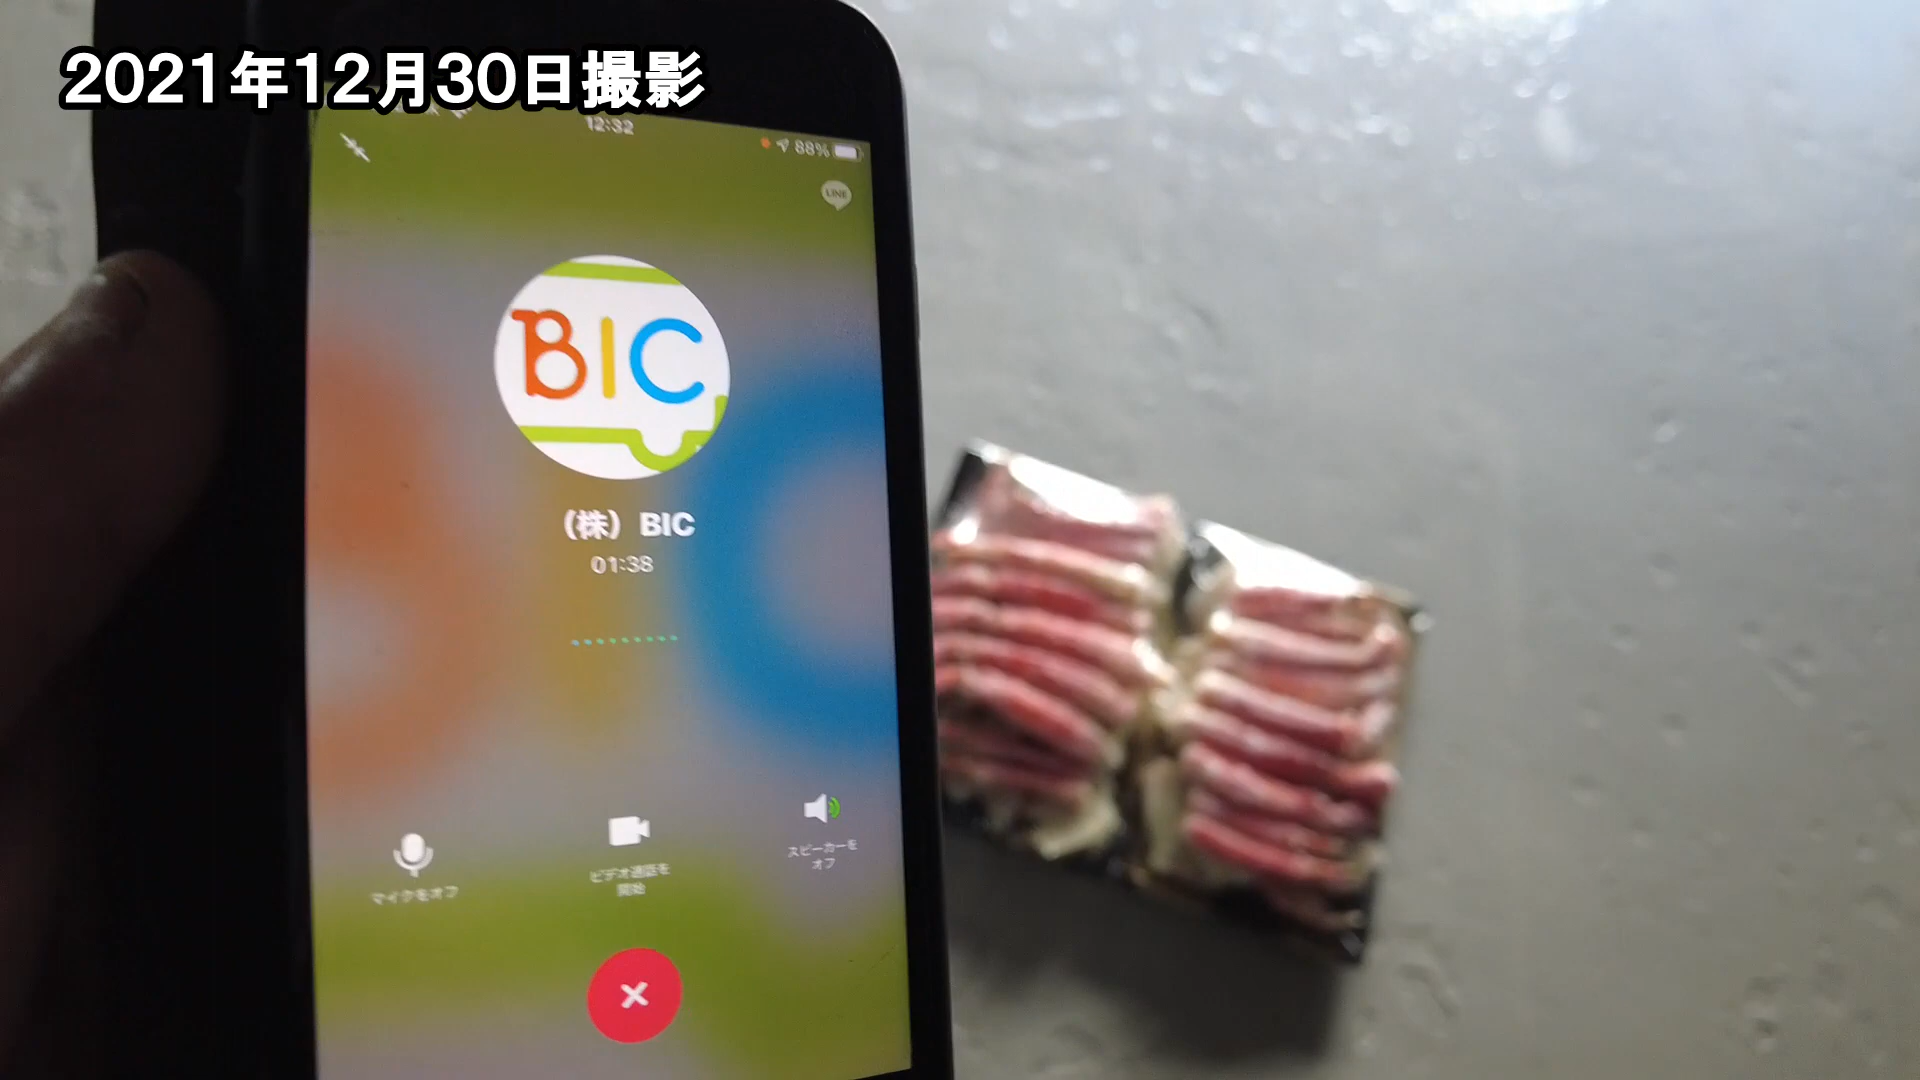 2021年12月30日撮影
12:32
88%
LINE
BIC
（株）BIC
01:38
マイクをオフ
ビデオ通話を
開始
スピーカーを
オフ